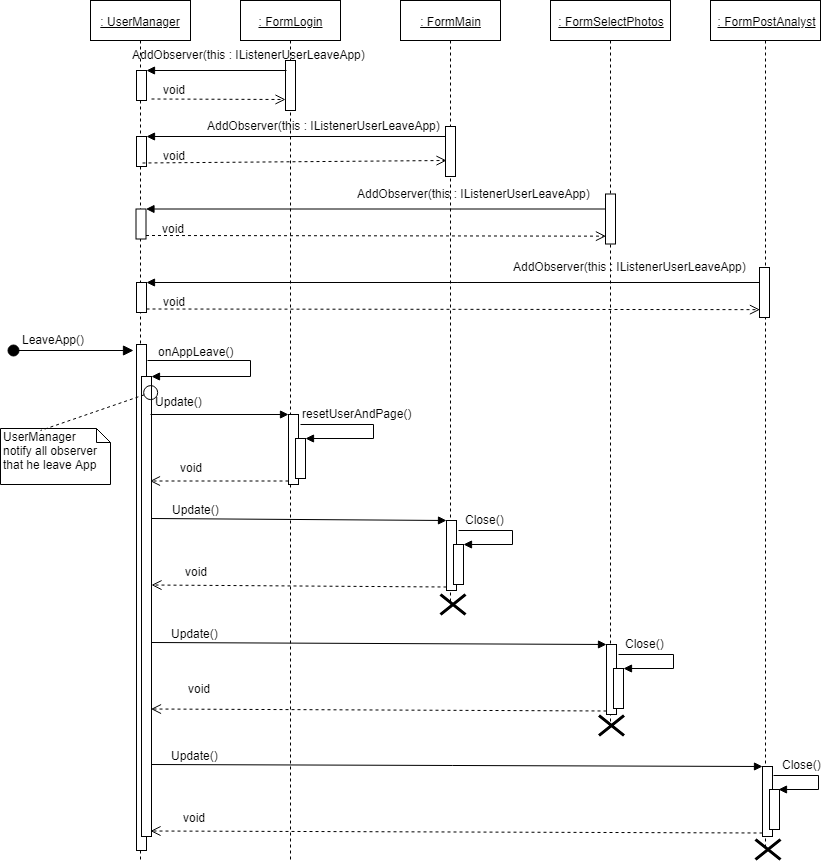 : UserManager
: FormLogin
: FormMain
: FormSelectPhotos
: FormPostAnalyst
AddObserver(this : IListenerUserLeaveApp)
void
AddObserver(this : IListenerUserLeaveApp)
void
AddObserver(this : IListenerUserLeaveApp)
void
AddObserver(this : IListenerUserLeaveApp)
void
LeaveApp()
onAppLeave()
Update()
resetUserAndPage()
UserManager
notify all observer
that he leave App
void
Update()
Close()
void
Update()
Close()
void
Update()
Close()
void